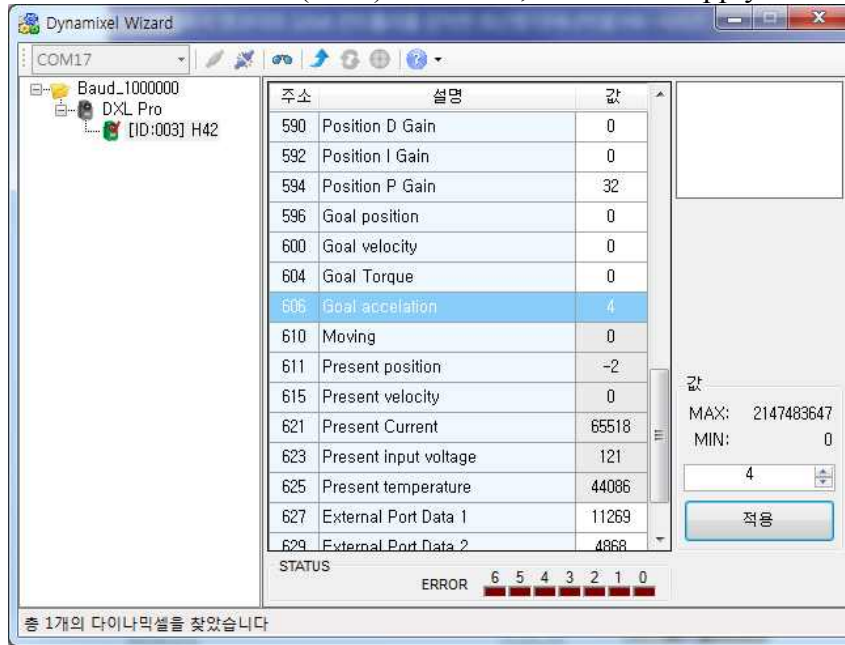 Dynamixel Wizard
COM17
Baud_1000000
DXL Pro
[ID:003] H42
주소 설명 값
590 Position D Gain 0
592 Position I Gain 0
594 Position P Gain 32
596 Goal position 0
600 Goal velocity 0
604 Goal Torque 0
606 Goal accelation 4
610 Moving 0
611 Present position -2
615 Present velocity 0
621 Present Current 65518
623 Present input voltage 121
625 Present temperature 44086
627 External Port Data 1 11269
629 External Port Data 2 4868
값
MAX: 2147483647
MIN: 0
4
적용
STATUS
ERROR 6 5 4 3 2 1 0
총 1개의 다이나믹셀을 찾았습니다